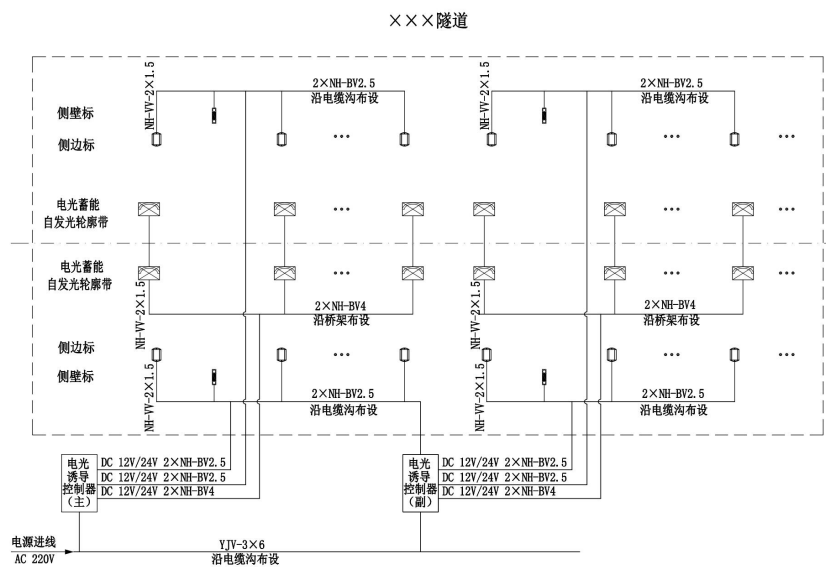 ×××隧道
NH-VV-2×1.5
2×NH-BV2.5
沿电缆沟布设
NH-VV-2×1.5
2×NH-BV2.5
沿电缆沟布设
侧壁标
侧边标
电光蓄能
自发光轮廓带
电光蓄能
自发光轮廓带
NH-VV-2×1.5
2×NH-BV4
沿桥架布设
NH-VV-2×1.5
2×NH-BV4
沿桥架布设
侧边标
侧壁标
NH-VV-2×1.5
2×NH-BV2.5
沿电缆沟布设
NH-VV-2×1.5
2×NH-BV2.5
沿电缆沟布设
电光
诱导
控制器
（主）
DC 12V/24V 2×NH-BV2.5
DC 12V/24V 2×NH-BV2.5
DC 12V/24V 2×NH-BV4
电光
诱导
控制器
（副）
DC 12V/24V 2×NH-BV2.5
DC 12V/24V 2×NH-BV2.5
DC 12V/24V 2×NH-BV4
电源进线
AC 220V
YJV-3×6
沿电缆沟布设